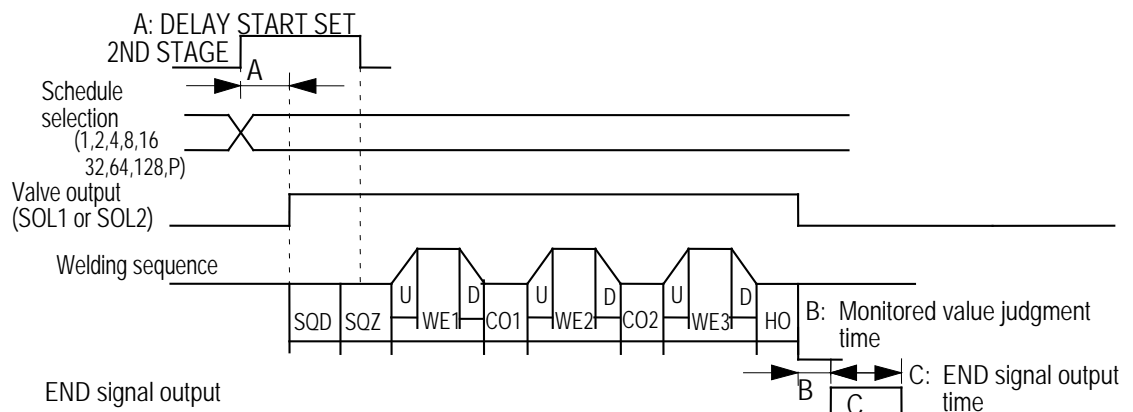 A: DELAY START SET
2ND STAGE
A
Schedule
selection
(1,2,4,8,16
32,64,128,P)
Valve output
(SOL1 or SOL2)
Welding sequence
U D U D U D
SQD SQZ WE1 CO1 WE2 CO2 WE3 HO
B: Monitored value judgment
time
END signal output
B
C
C: END signal output
time